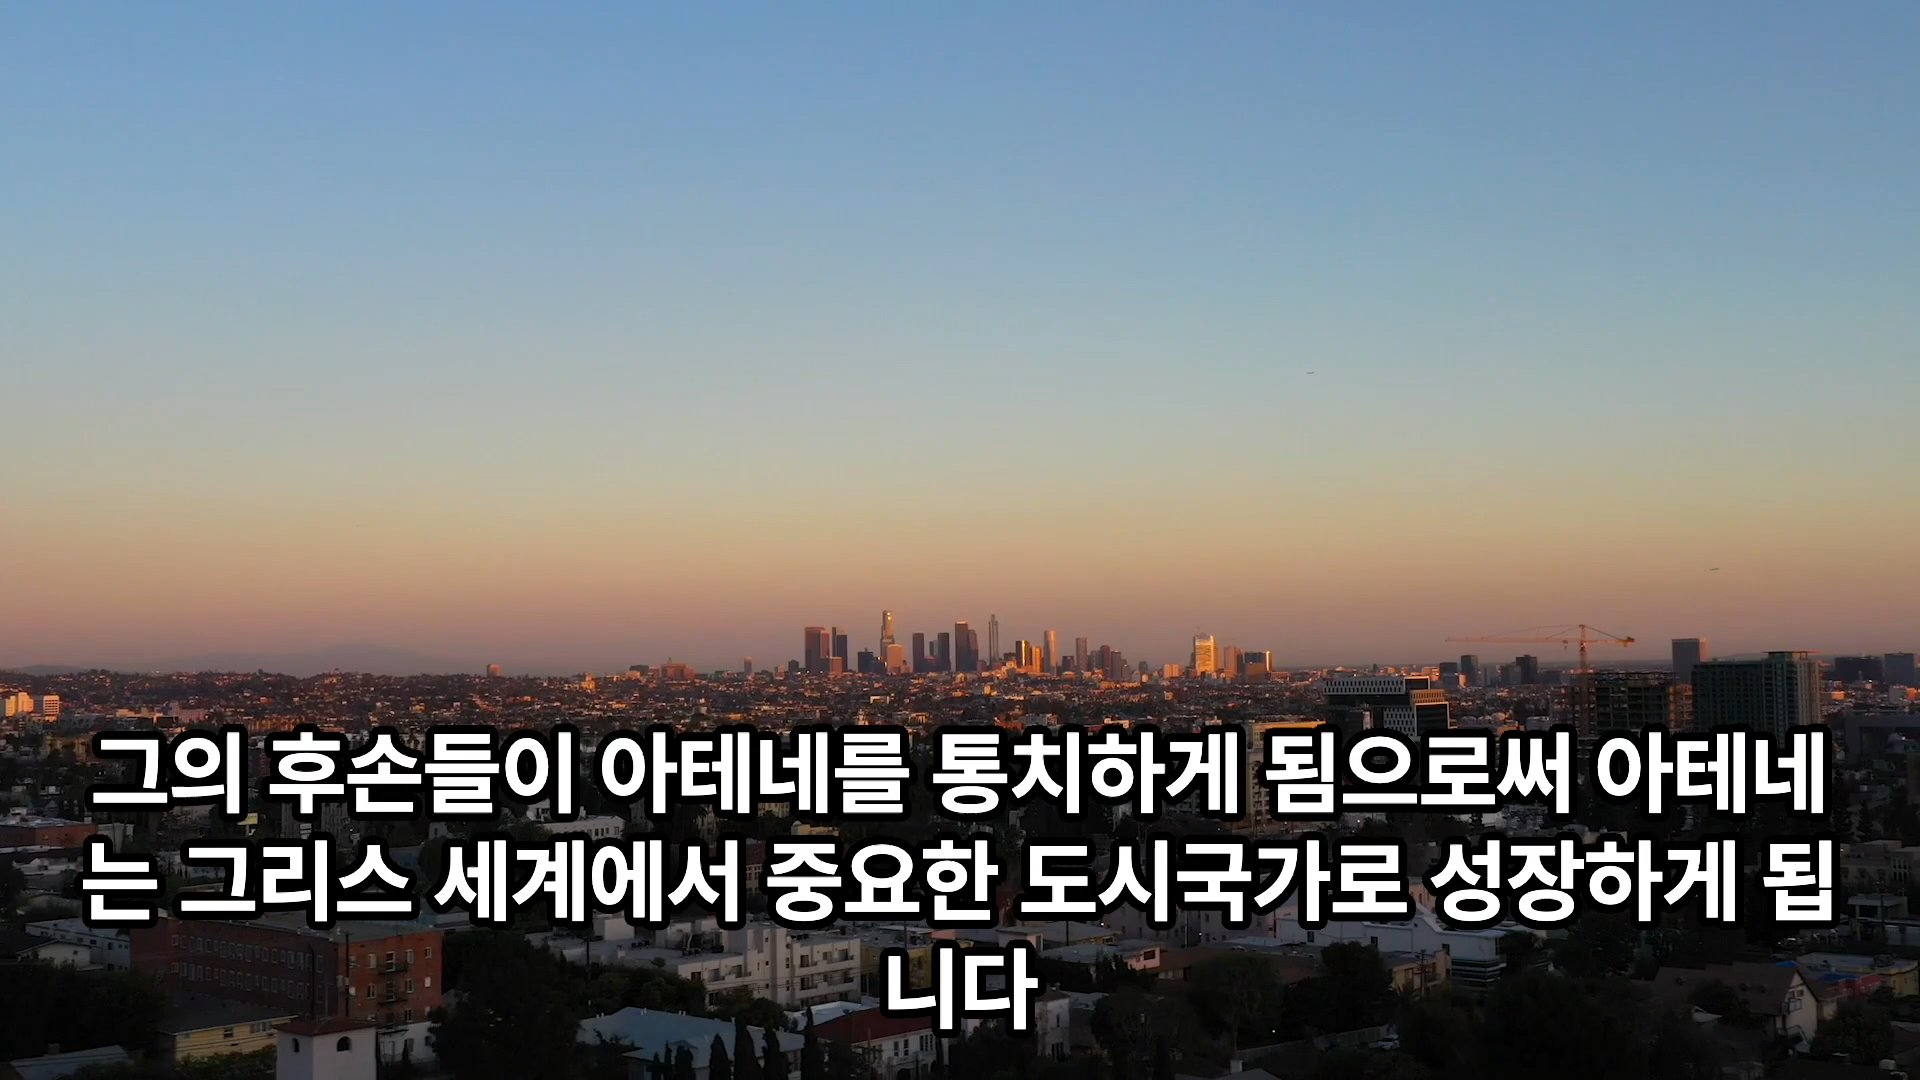 그의 후손들이 아테네를 통치하게 됨으로써 아테네
는 그리스 세계에서 중요한 도시국가로 성장하게 됩
니다